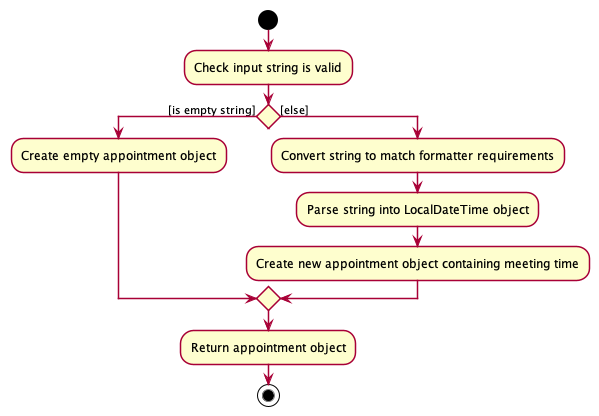 Check input string is valid
[is empty string]
[else]
Create empty appointment object
Convert string to match formatter requirements
Parse string into LocalDateTime object
Create new appointment object containing meeting time
Return appointment object